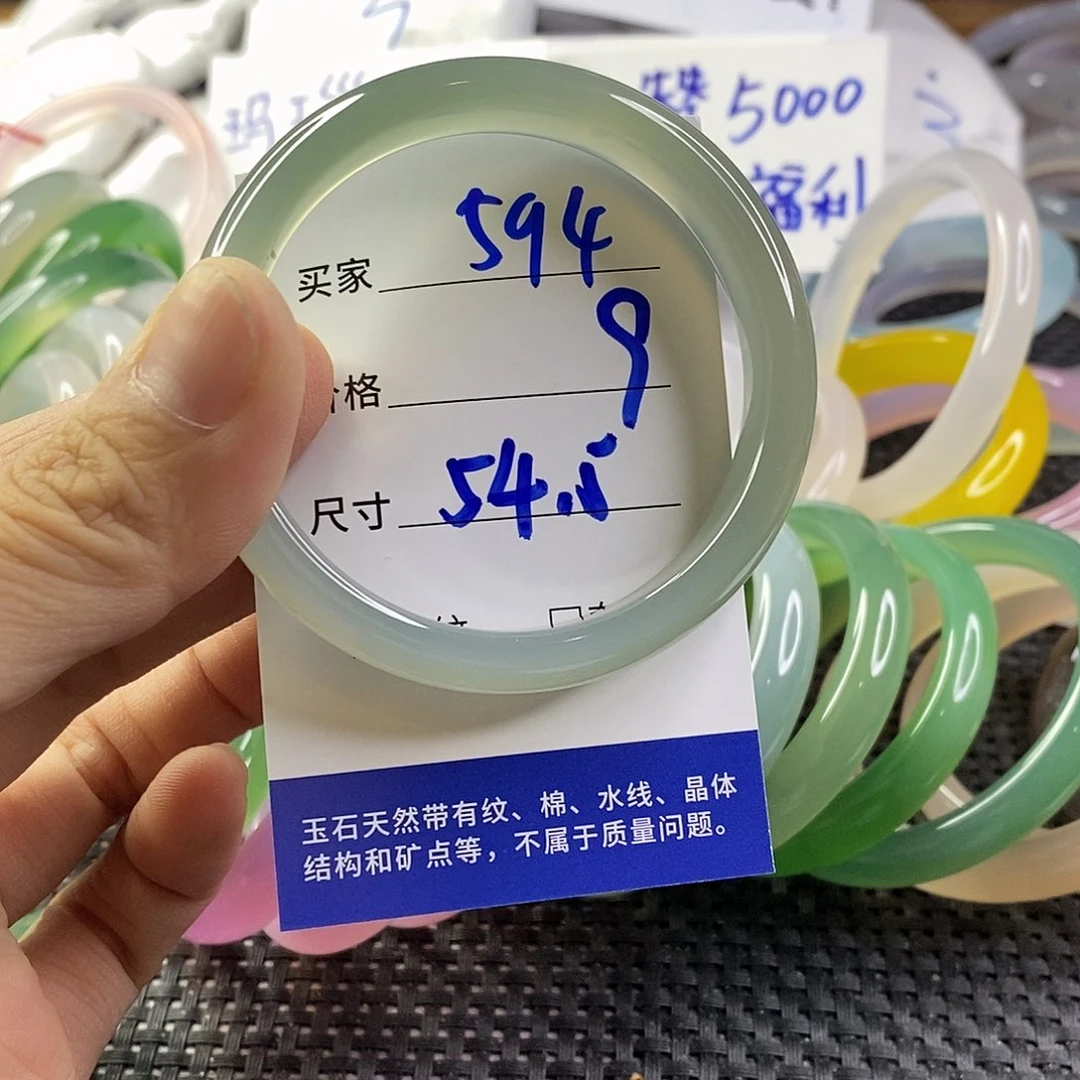 赞 5000
福利
买家 594
价格 9
尺寸 54.5
玉石天然带有纹、棉、水线、晶体
结构和矿点等，不属于质量问题。